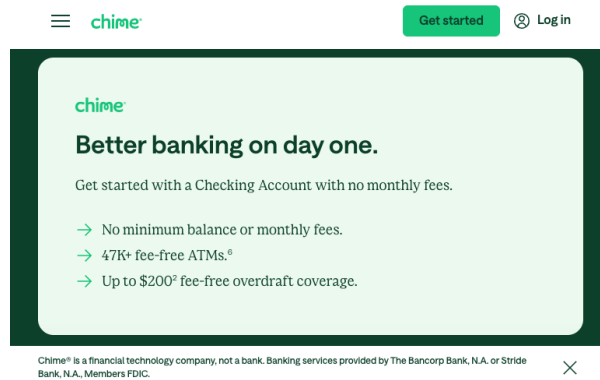 chime
Get started
Log in
chime
Better banking on day one.
Get started with a Checking Account with no monthly fees.
No minimum balance or monthly fees.
47K+ fee-free ATMs.⁶
Up to $200² fee-free overdraft coverage.
Chime® is a financial technology company, not a bank. Banking services provided by The Bancorp Bank, N.A. or Stride
Bank, N.A., Members FDIC.